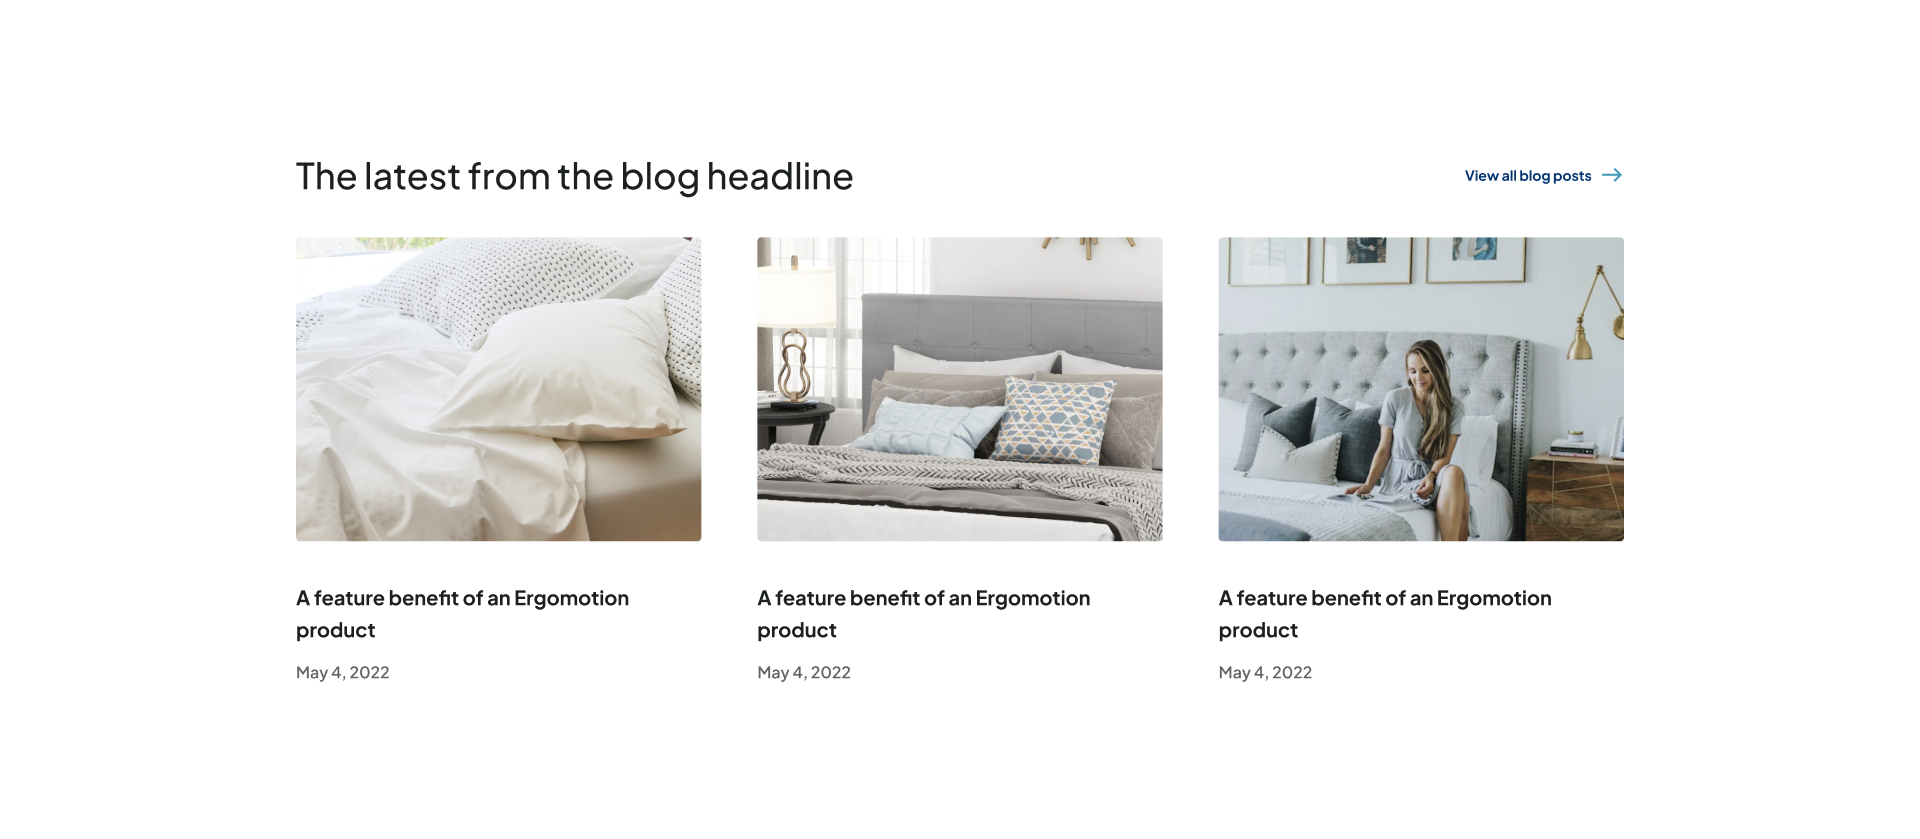 The latest from the blog headline
View all blog posts
A feature benefit of an Ergomotion
product
May 4, 2022
A feature benefit of an Ergomotion
product
May 4, 2022
A feature benefit of an Ergomotion
product
May 4, 2022